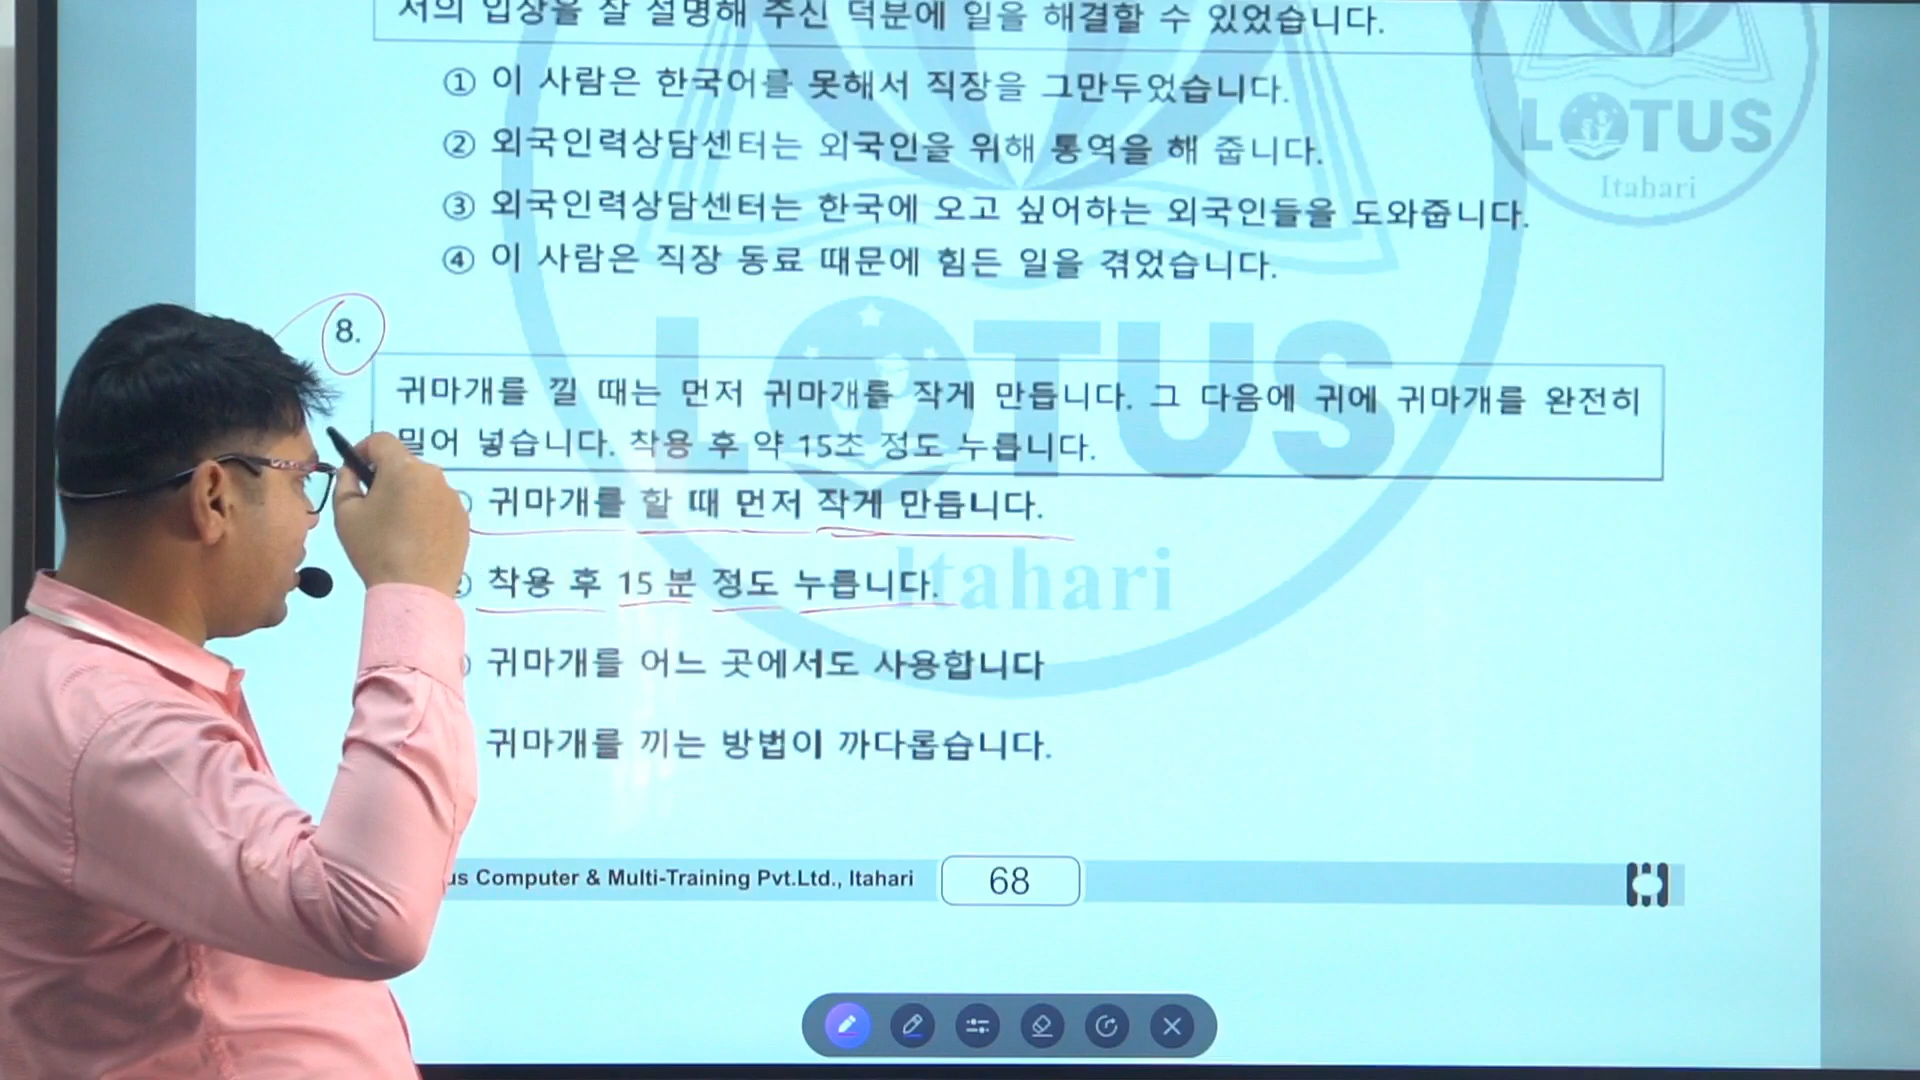 서의 입장을 잘 설명해 주신 덕분에 일을 해결할 수 있었습니다.
① 이 사람은 한국어를 못해서 직장을 그만두었습니다.
② 외국인력상담센터는 외국인을 위해 통역을 해 줍니다.
③ 외국인력상담센터는 한국에 오고 싶어하는 외국인들을 도와줍니다.
④ 이 사람은 직장 동료 때문에 힘든 일을 겪었습니다.
LOTUS
Itahari
8.
귀마개를 낄 때는 먼저 귀마개를 작게 만듭니다. 그 다음에 귀에 귀마개를 완전히
밀어 넣습니다. 착용 후 약 15초 정도 누릅니다.
귀마개를 할 때 먼저 작게 만듭니다.
착용 후 15 분 정도 누릅니다.
귀마개를 어느 곳에서도 사용합니다
귀마개를 끼는 방법이 까다롭습니다.
LOTUS
Itahari
us Computer & Multi-Training Pvt.Ltd., Itahari
68